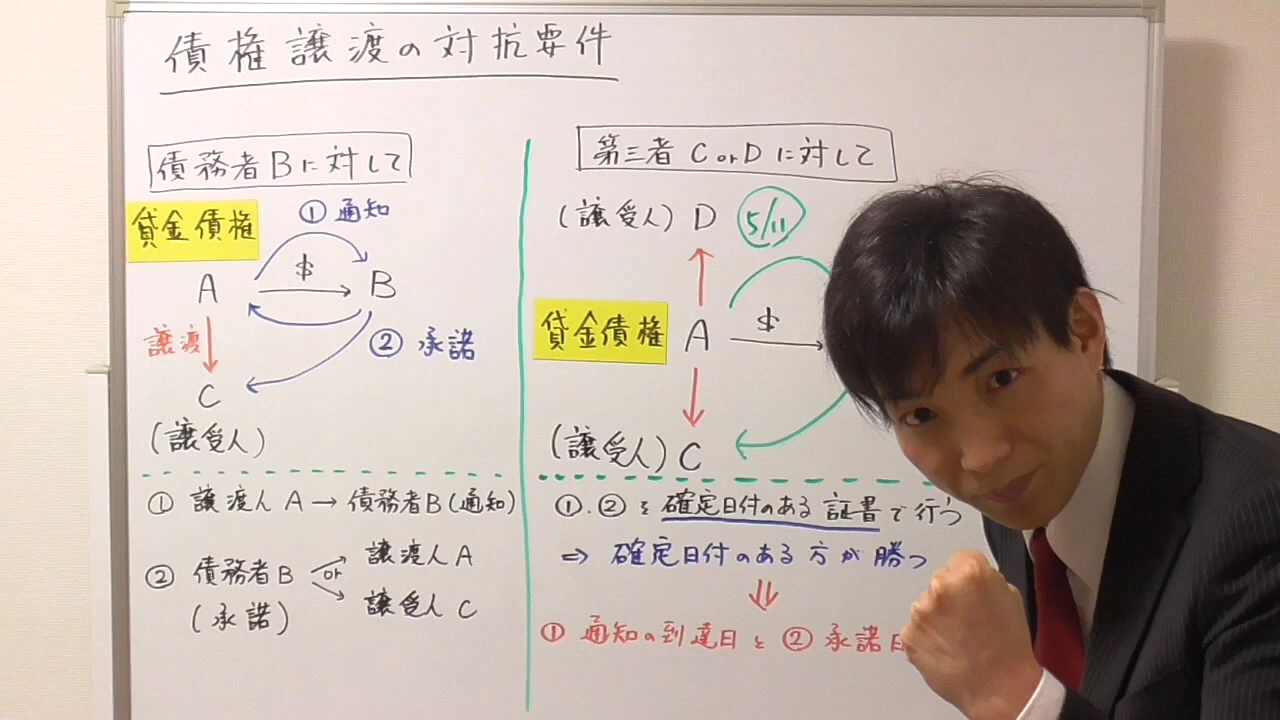 債権譲渡の対抗要件
債務者Bに対して
貸金債権
① 通知
A
$
B
譲渡
② 承諾
C
(譲受人)
① 譲渡人 A → 債務者B (通知)
② 債務者B
(承諾)
or
譲渡人 A
譲受人 C
第三者 C or D に対して
(譲受人) D
5/11
貸金債権
A
$
(譲受人) C
①.② を 確定日付のある 証書 で 行う
⇒ 確定日付のある 方が 勝つ
① 通知の到達日 と ② 承諾日